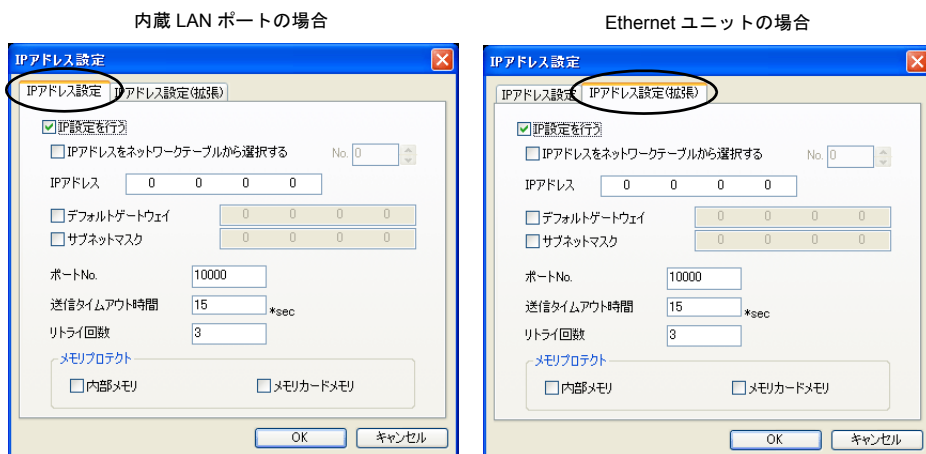 内蔵 LAN ポートの場合
IPアドレス設定
IPアドレス設定 IPアドレス設定(拡張)
IP設定を行う
IPアドレスをネットワークテーブルから選択する No. 0
IPアドレス 0 0 0 0
デフォルトゲートウェイ 0 0 0 0
サブネットマスク 0 0 0 0
ポートNo. 10000
送信タイムアウト時間 15 *sec
リトライ回数 3
メモリプロテクト
内部メモリ メモリカードメモリ
OK キャンセル
Ethernet ユニットの場合
IPアドレス設定
IPアドレス設定 IPアドレス設定(拡張)
IP設定を行う
IPアドレスをネットワークテーブルから選択する No. 0
IPアドレス 0 0 0 0
デフォルトゲートウェイ 0 0 0 0
サブネットマスク 0 0 0 0
ポートNo. 10000
送信タイムアウト時間 15 *sec
リトライ回数 3
メモリプロテクト
内部メモリ メモリカードメモリ
OK キャンセル